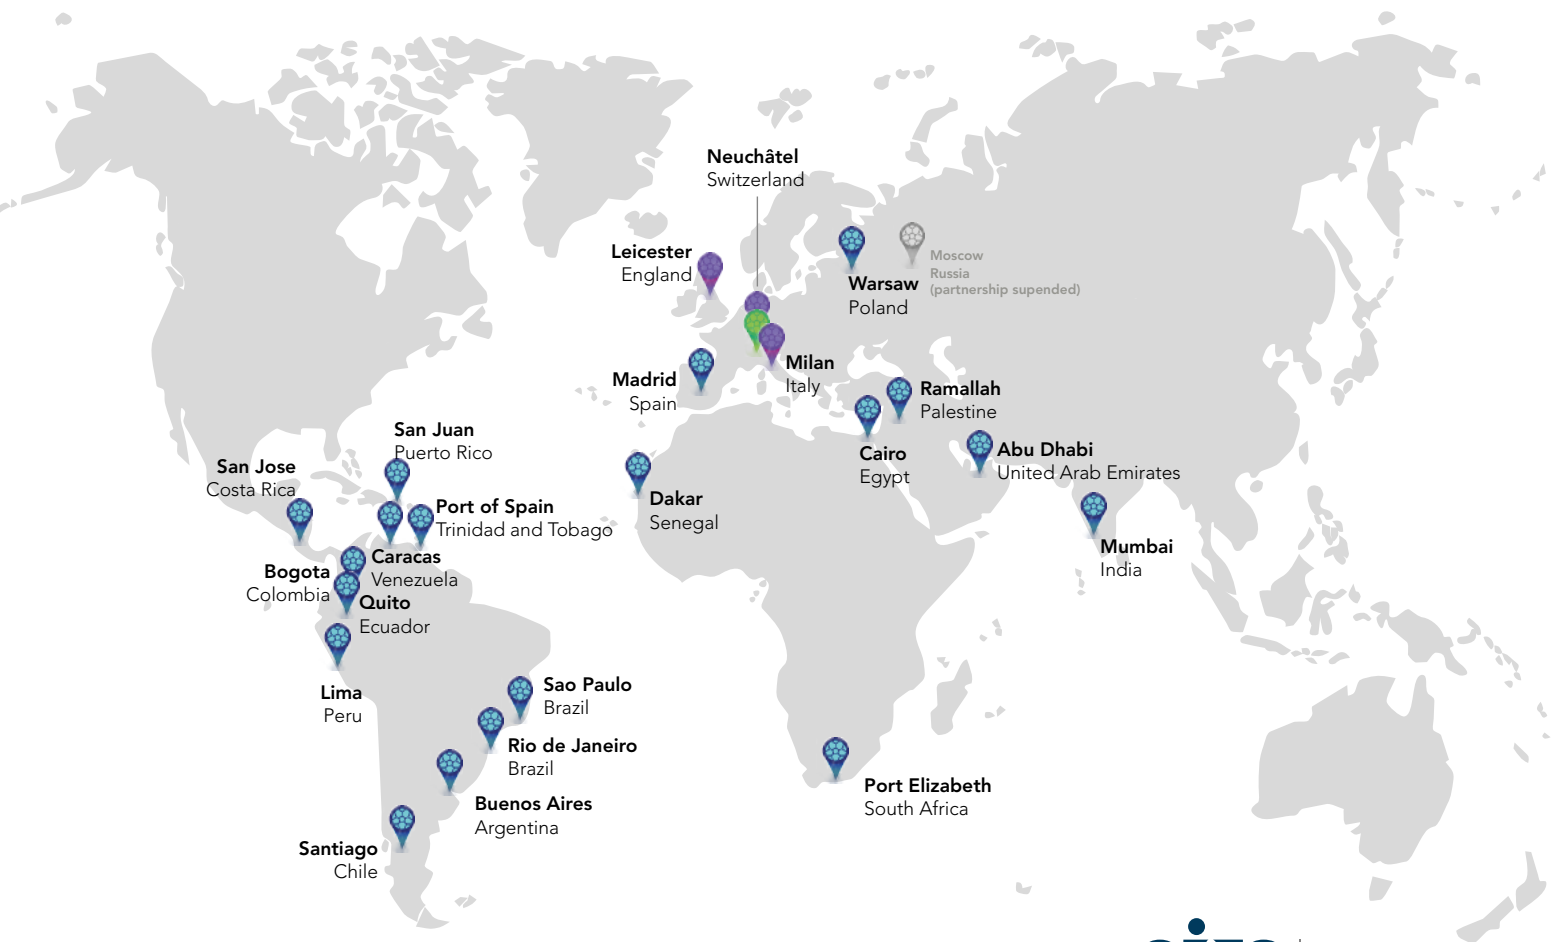 Neuchâtel
Switzerland
Leicester
England
Moscow
Russia
(partnership supended)
Warsaw
Poland
Milan
Italy
Madrid
Spain
Ramallah
Palestine
San Juan
Puerto Rico
Cairo
Egypt
Abu Dhabi
United Arab Emirates
San Jose
Costa Rica
Dakar
Senegal
Port of Spain
Trinidad and Tobago
Mumbai
India
Caracas
Venezuela
Bogota
Colombia
Quito
Ecuador
Lima
Peru
Sao Paulo
Brazil
Rio de Janeiro
Brazil
Port Elizabeth
South Africa
Buenos Aires
Argentina
Santiago
Chile